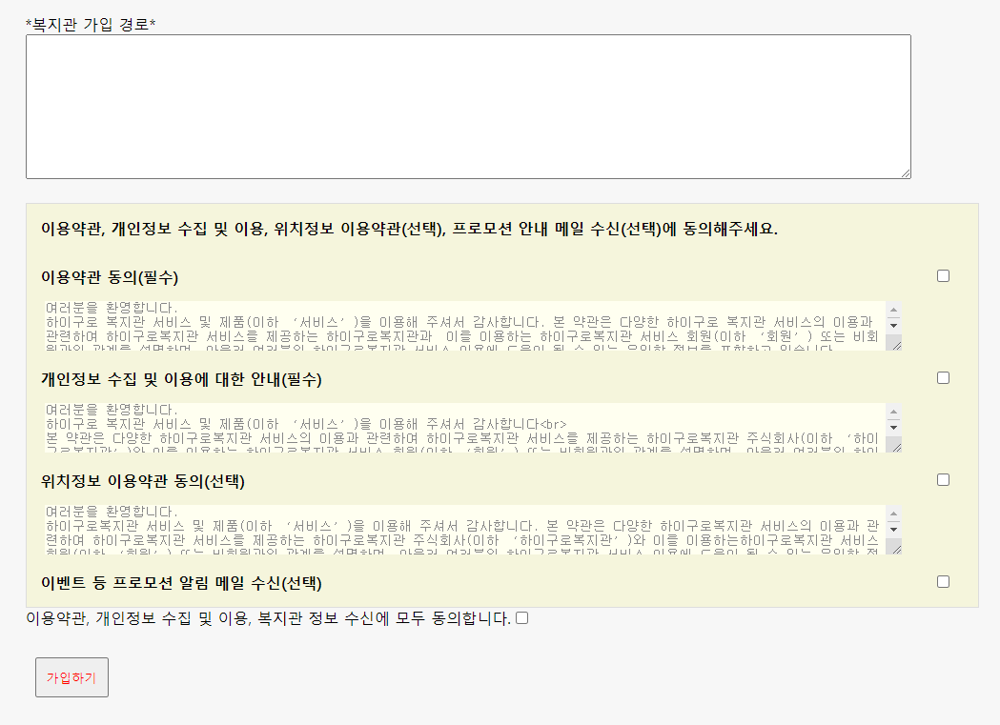 *복지관 가입 경로*
이용약관, 개인정보 수집 및 이용, 위치정보 이용약관(선택), 프로모션 안내 메일 수신(선택)에 동의해주세요.
이용약관 동의(필수)
여러분을 환영합니다.
하이구로 복지관 서비스 및 제품(이하 ‘서비스’)을 이용해 주셔서 감사합니다. 본 약관은 다양한 하이구로 복지관 서비스의 이용과
관련하며 하이구로복지관 서비스를 제공하는 하이구로복지관과 이를 이용하는 하이구로복지관 서비스 회원(이하 ‘회원’) 또는 비회
원과의 관계를 설명하며, 아울러 여러분의 하이구로복지관 서비스 이용에 도움이 될 수 있는 유익한 정보를 포함하고 있습니다.
개인정보 수집 및 이용에 대한 안내(필수)
여러분을 환영합니다.
하이구로 복지관 서비스 및 제품(이하 ‘서비스’)을 이용해 주셔서 감사합니다<br>
본 약관은 다양한 하이구로복지관 서비스의 이용과 관련하며 하이구로복지관 서비스를 제공하는 하이구로복지관 주식회사(이하 ‘하이
구로복지관’)와 이를 이용하는 하이구로복지관 서비스 회원(이하 ‘회원’) 또는 비회원과의 관계를 설명하며, 아울러 여러분의 하이
위치정보 이용약관 동의(선택)
여러분을 환영합니다.
하이구로복지관 서비스 및 제품(이하 ‘서비스’)을 이용해 주셔서 감사합니다. 본 약관은 다양한 하이구로복지관 서비스의 이용과 관
련하며 하이구로복지관 서비스를 제공하는 하이구로복지관 주식회사(이하 ‘하이구로복지관’)와 이를 이용하는하이구로복지관 서비스
회원(이하 ‘회원’) 또는 비회원과의 관계를 설명하며, 아울러 여러분의 하이구로복지관 서비스 이용에 도움이 될 수 있는 유익한 정
이벤트 등 프로모션 알림 메일 수신(선택)
이용약관, 개인정보 수집 및 이용, 복지관 정보 수신에 모두 동의합니다.
가입하기